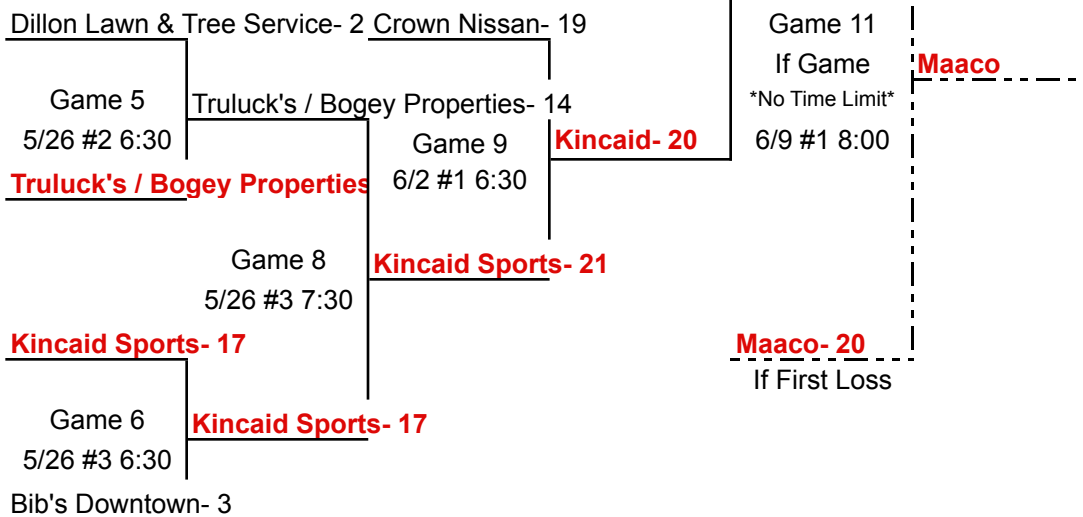 Dillon Lawn & Tree Service- 2
Crown Nissan- 19
Game 11
If Game
*No Time Limit*
6/9 #1 8:00
Maaco
Game 5
5/26 #2 6:30
Truluck's / Bogey Properties- 14
Game 9
6/2 #1 6:30
Kincaid- 20
Truluck's / Bogey Properties
Game 8
5/26 #3 7:30
Kincaid Sports- 21
Kincaid Sports- 17
Maaco- 20
If First Loss
Game 6
5/26 #3 6:30
Kincaid Sports- 17
Bib's Downtown- 3